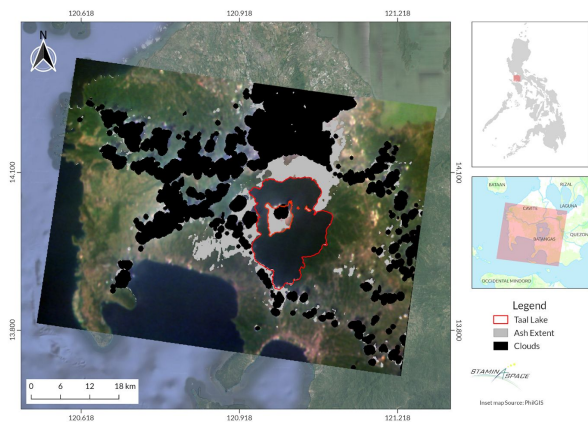 120.618 120.918 121.218
N
14.100 14.100
13.800 13.800
0 6 12 18 km
120.618 120.918 121.218
BATAAN RIZAL
CAVITE LAGUNA
BATANGAS QUEZON
OCCIDENTAL MINDORO
Legend
Taal Lake
Ash Extent
Clouds
STAMINA SPACE
Inset map Source: PhilGIS